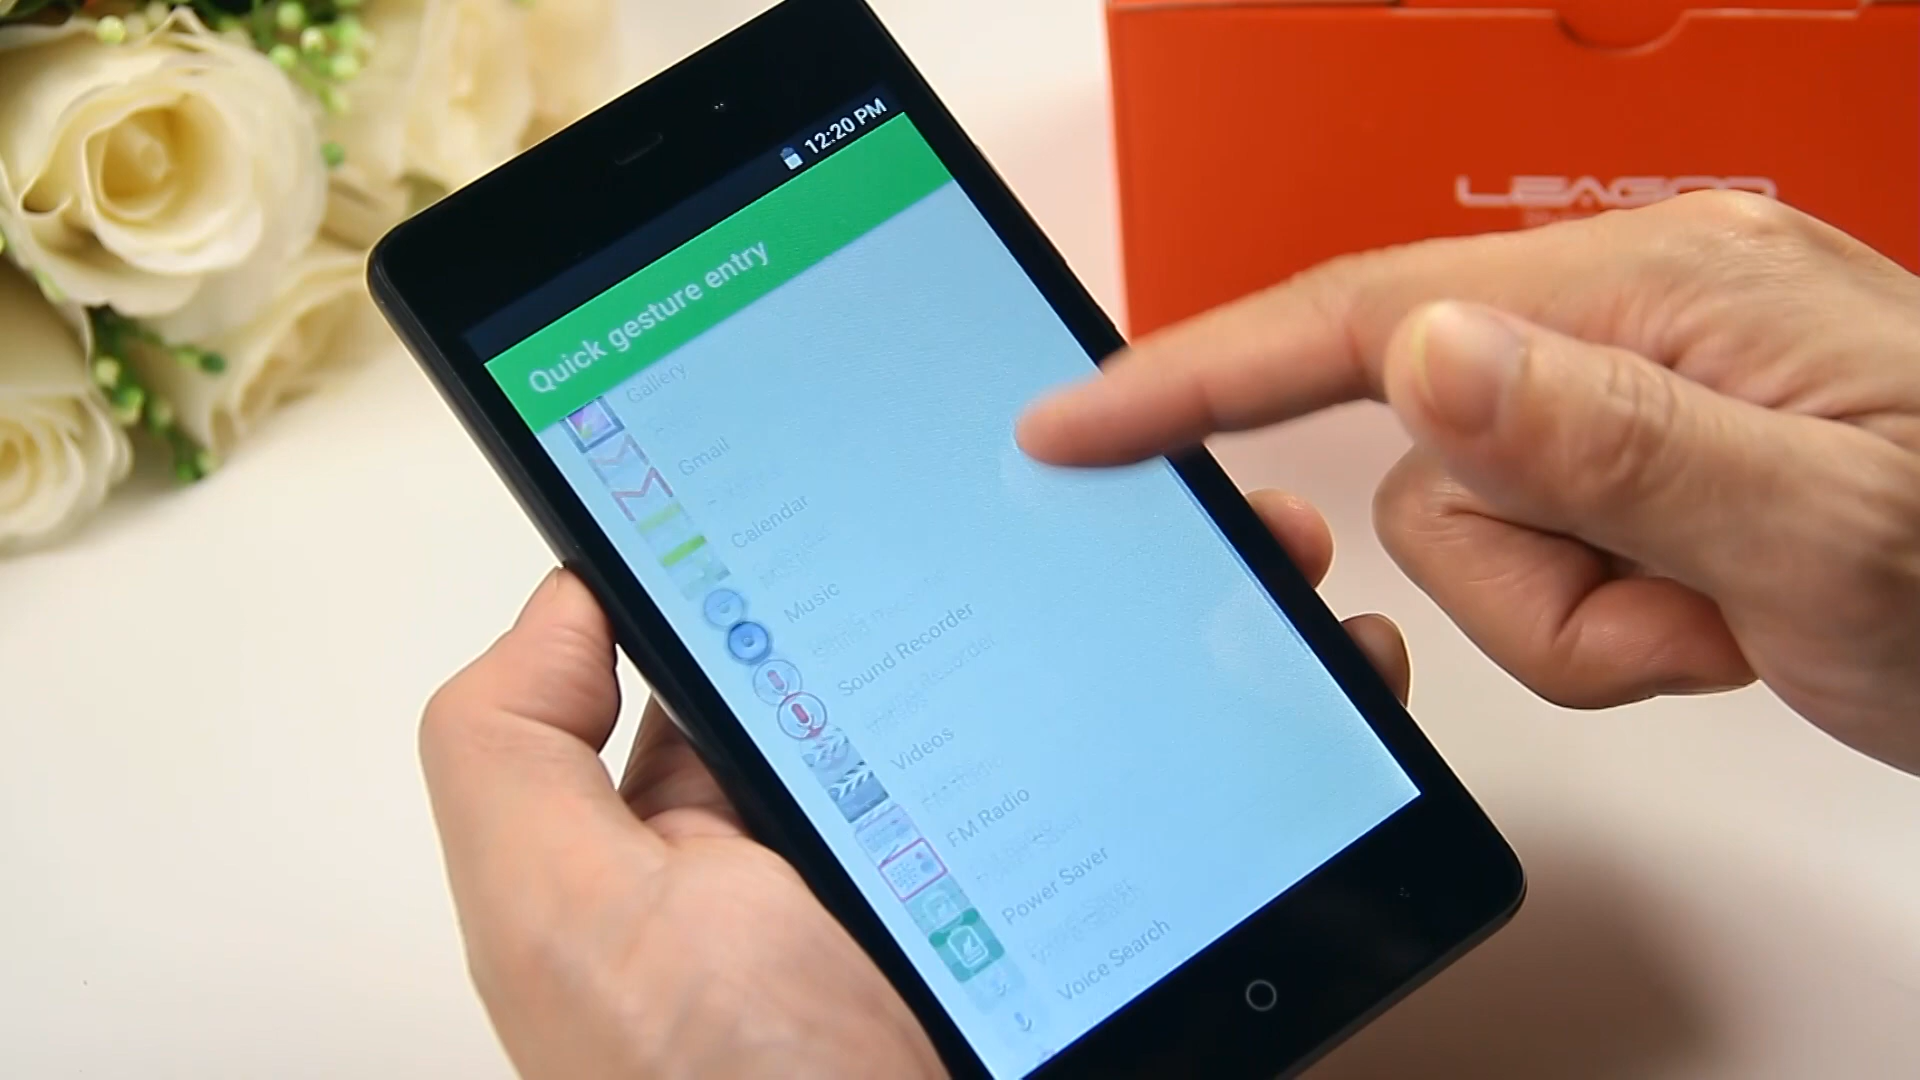 12:20 PM
Quick gesture entry
Gallery
Gmail
Calendar
Music
Sound Recorder
Videos
FM Radio
Power Saver
Voice Search
LEAGOO